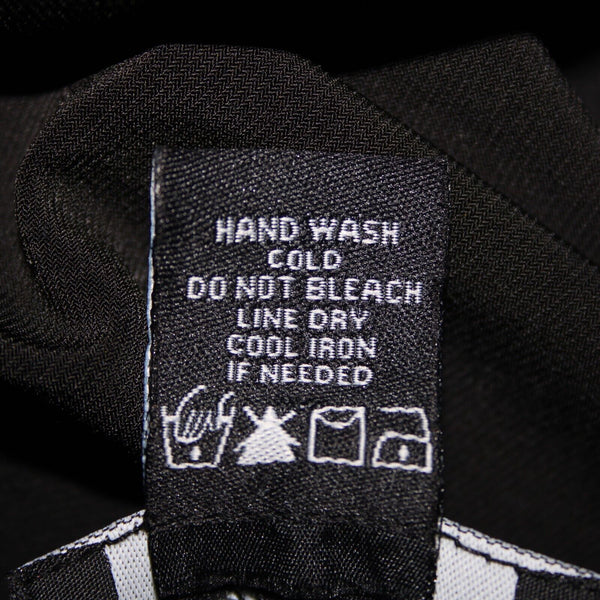 HAND WASH
COLD
DO NOT BLEACH
LINE DRY
COOL IRON
IF NEEDED